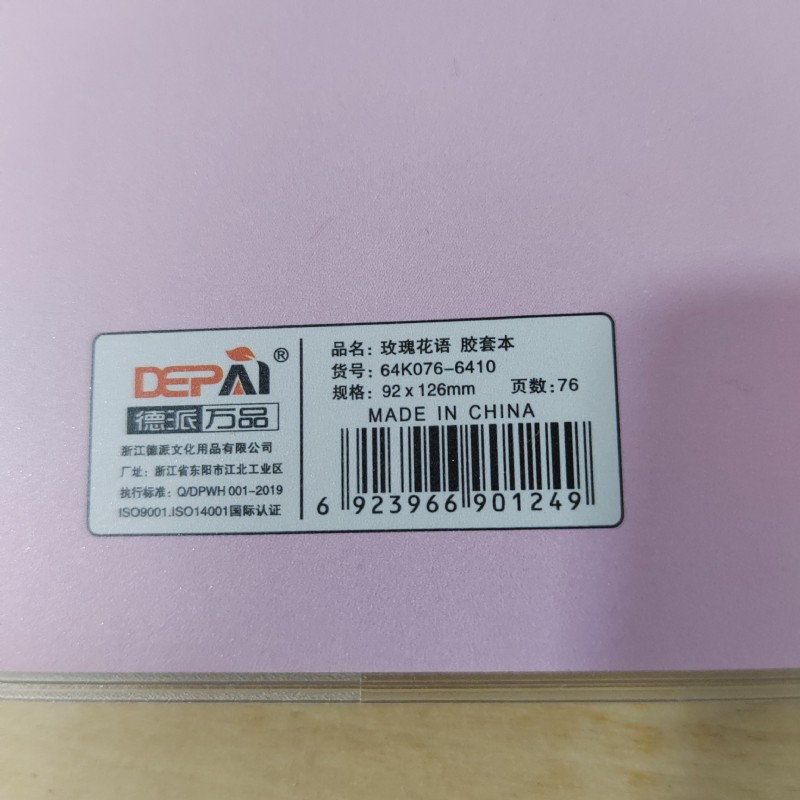 DEPAI®
德派万品
浙江德派文化用品有限公司
厂址：浙江省东阳市江北工业区
执行标准：Q/DPWH 001-2019
ISO9001.ISO14001国际认证
品名：玫瑰花语 胶套本
货号：64K076-6410
规格：92 x 126mm 页数：76
MADE IN CHINA
6 923966 901249